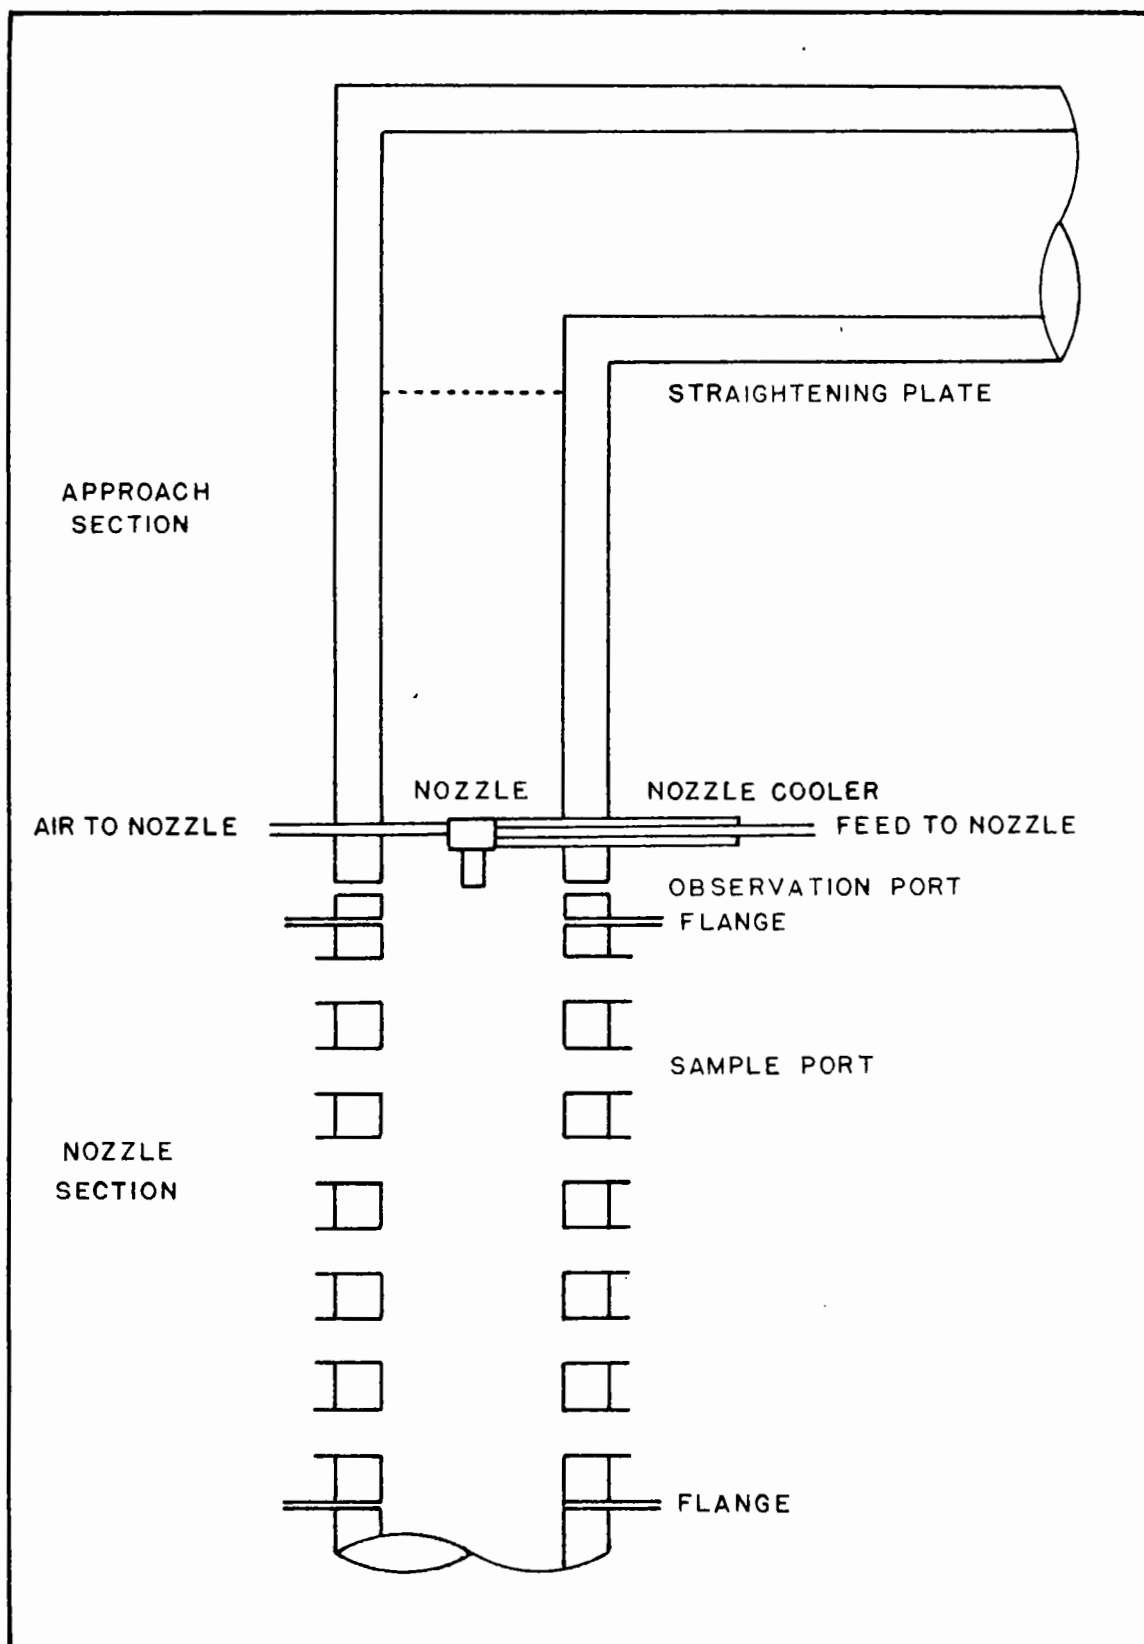 STRAIGHTENING PLATE
APPROACH
SECTION
NOZZLE
NOZZLE COOLER
AIR TO NOZZLE
FEED TO NOZZLE
OBSERVATION PORT
FLANGE
SAMPLE PORT
NOZZLE
SECTION
FLANGE